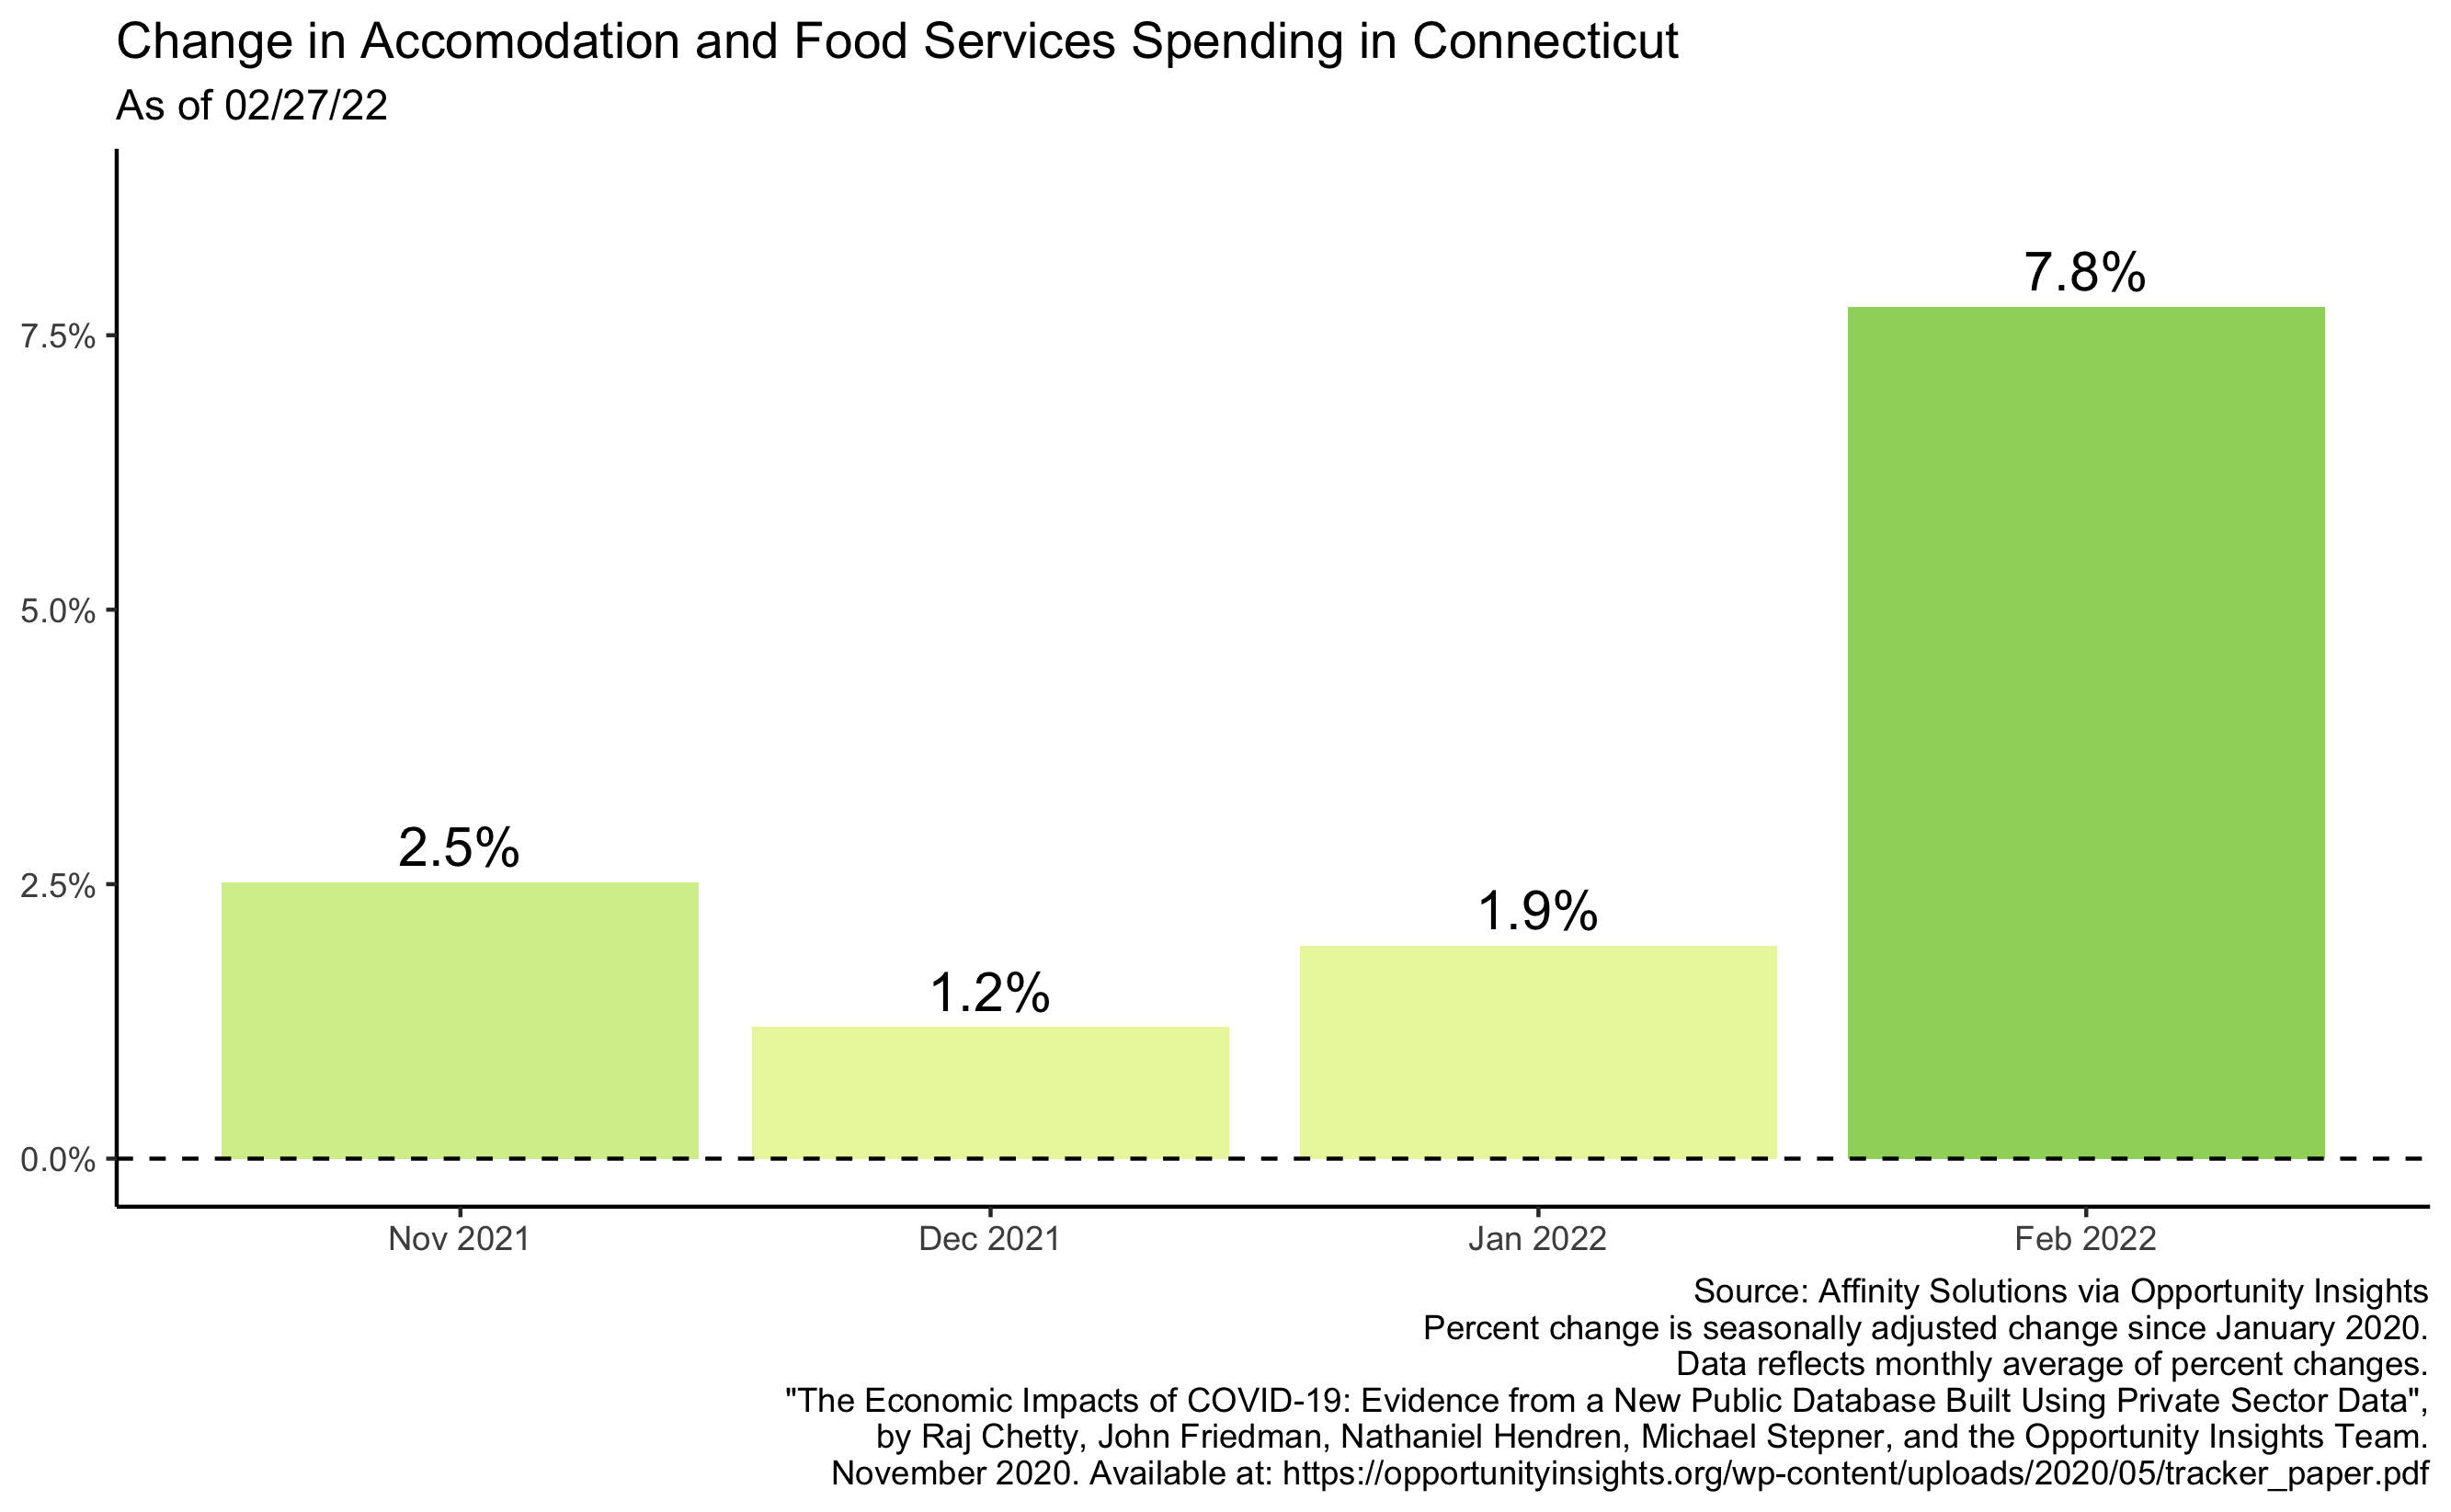 Change in Accomodation and Food Services Spending in Connecticut
As of 02/27/22
7.5%
5.0%
2.5%
0.0%
2.5%
1.2%
1.9%
7.8%
Nov 2021
Dec 2021
Jan 2022
Feb 2022
Source: Affinity Solutions via Opportunity Insights
Percent change is seasonally adjusted change since January 2020.
Data reflects monthly average of percent changes.
"The Economic Impacts of COVID-19: Evidence from a New Public Database Built Using Private Sector Data",
by Raj Chetty, John Friedman, Nathaniel Hendren, Michael Stepner, and the Opportunity Insights Team.
November 2020. Available at: https://opportunityinsights.org/wp-content/uploads/2020/05/tracker_paper.pdf